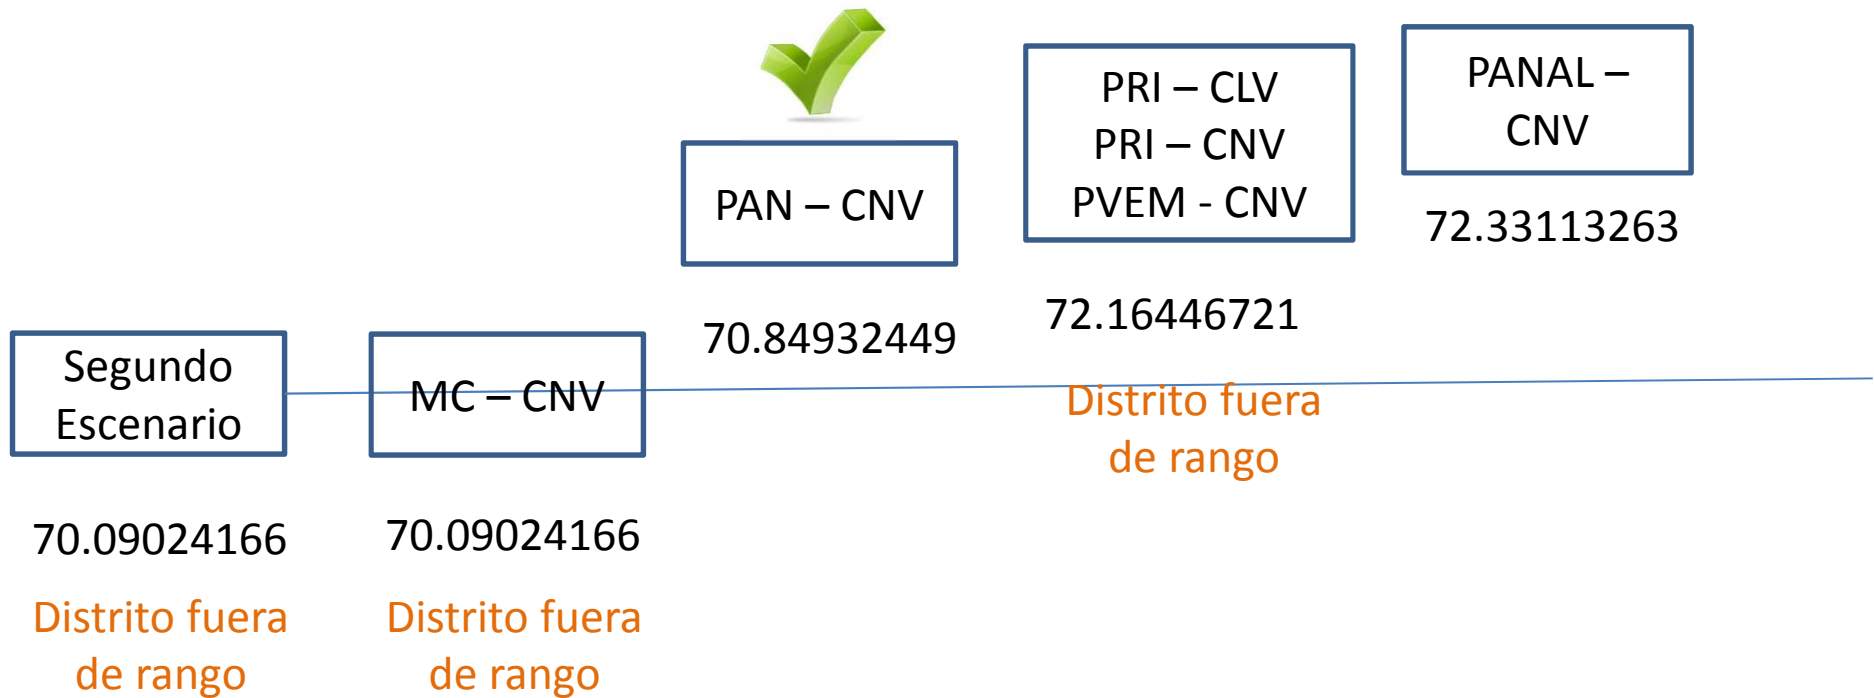 Segundo
Escenario
70.09024166
Distrito fuera
de rango
MC – CNV
70.09024166
Distrito fuera
de rango
PAN – CNV
70.84932449
PRI – CLV
PRI – CNV
PVEM - CNV
72.16446721
Distrito fuera
de rango
PANAL –
CNV
72.33113263